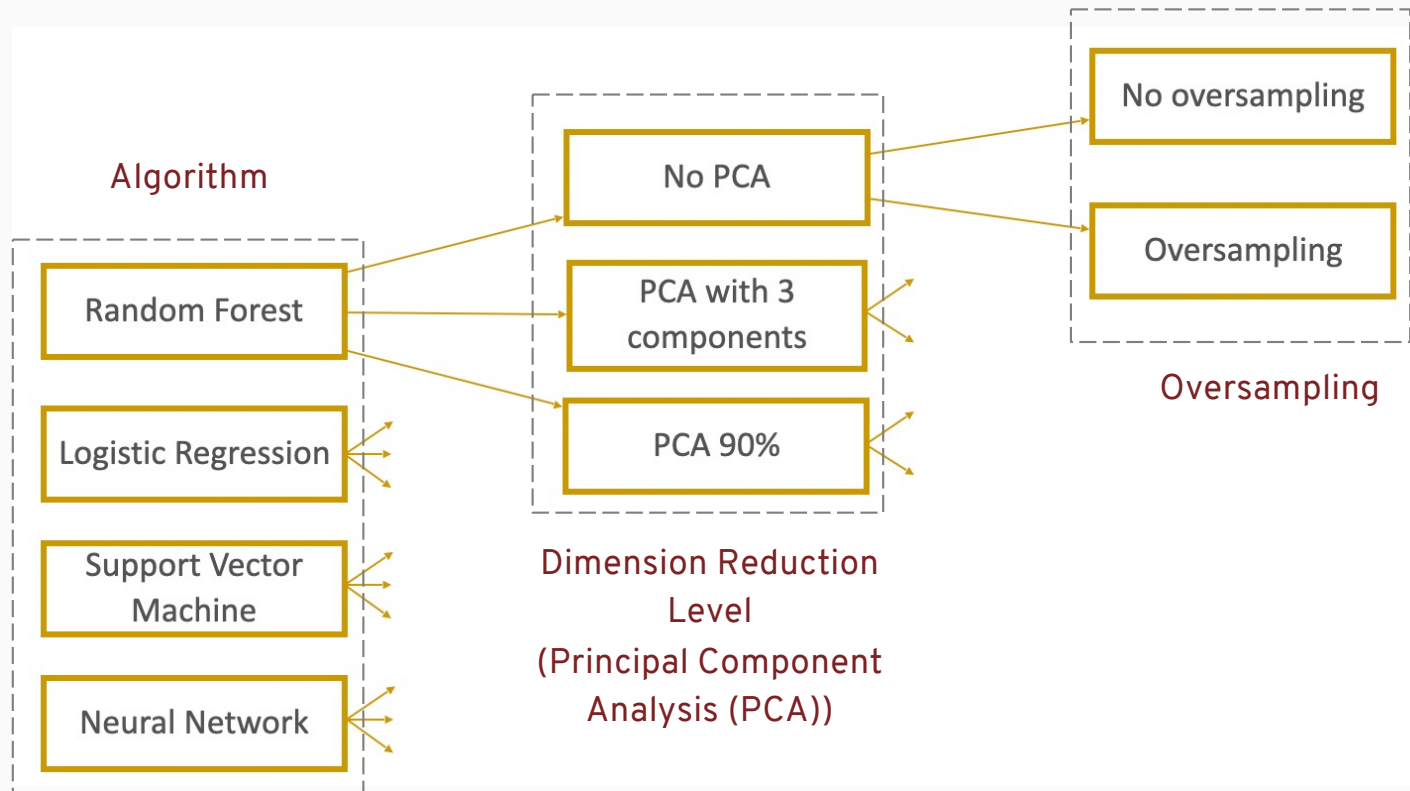 Algorithm
Random Forest
Logistic Regression
Support Vector
Machine
Neural Network
No PCA
PCA with 3
components
PCA 90%
Dimension Reduction
Level
(Principal Component
Analysis (PCA))
No oversampling
Oversampling
Oversampling